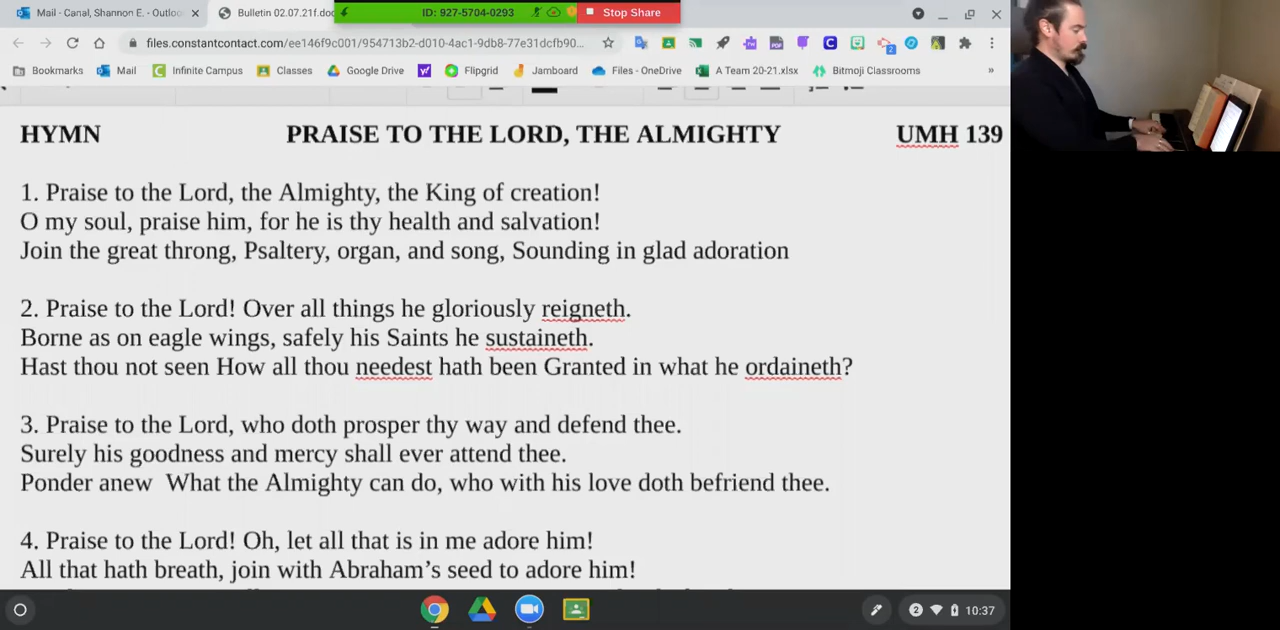 Mail - Canal, Shannon E. - Outlo
Bulletin 02.07.21f.doc
ID: 927-5704-0293
Stop Share
files.constantcontact.com/ee146f9c001/954713b2-d010-4ac1-9db8-77e31dcfb90...
Bookmarks
Mail
Infinite Campus
Classes
Google Drive
Flipgrid
Jamboard
Files - OneDrive
A Team 20-21.xlsx
Bitmoji Classrooms
»
HYMN PRAISE TO THE LORD, THE ALMIGHTY UMH 139
1. Praise to the Lord, the Almighty, the King of creation!
O my soul, praise him, for he is thy health and salvation!
Join the great throng, Psaltery, organ, and song, Sounding in glad adoration
2. Praise to the Lord! Over all things he gloriously reigneth.
Borne as on eagle wings, safely his Saints he sustaineth.
Hast thou not seen How all thou needest hath been Granted in what he ordaineth?
3. Praise to the Lord, who doth prosper thy way and defend thee.
Surely his goodness and mercy shall ever attend thee.
Ponder anew  What the Almighty can do, who with his love doth befriend thee.
4. Praise to the Lord! Oh, let all that is in me adore him!
All that hath breath, join with Abraham’s seed to adore him!
2
10:37